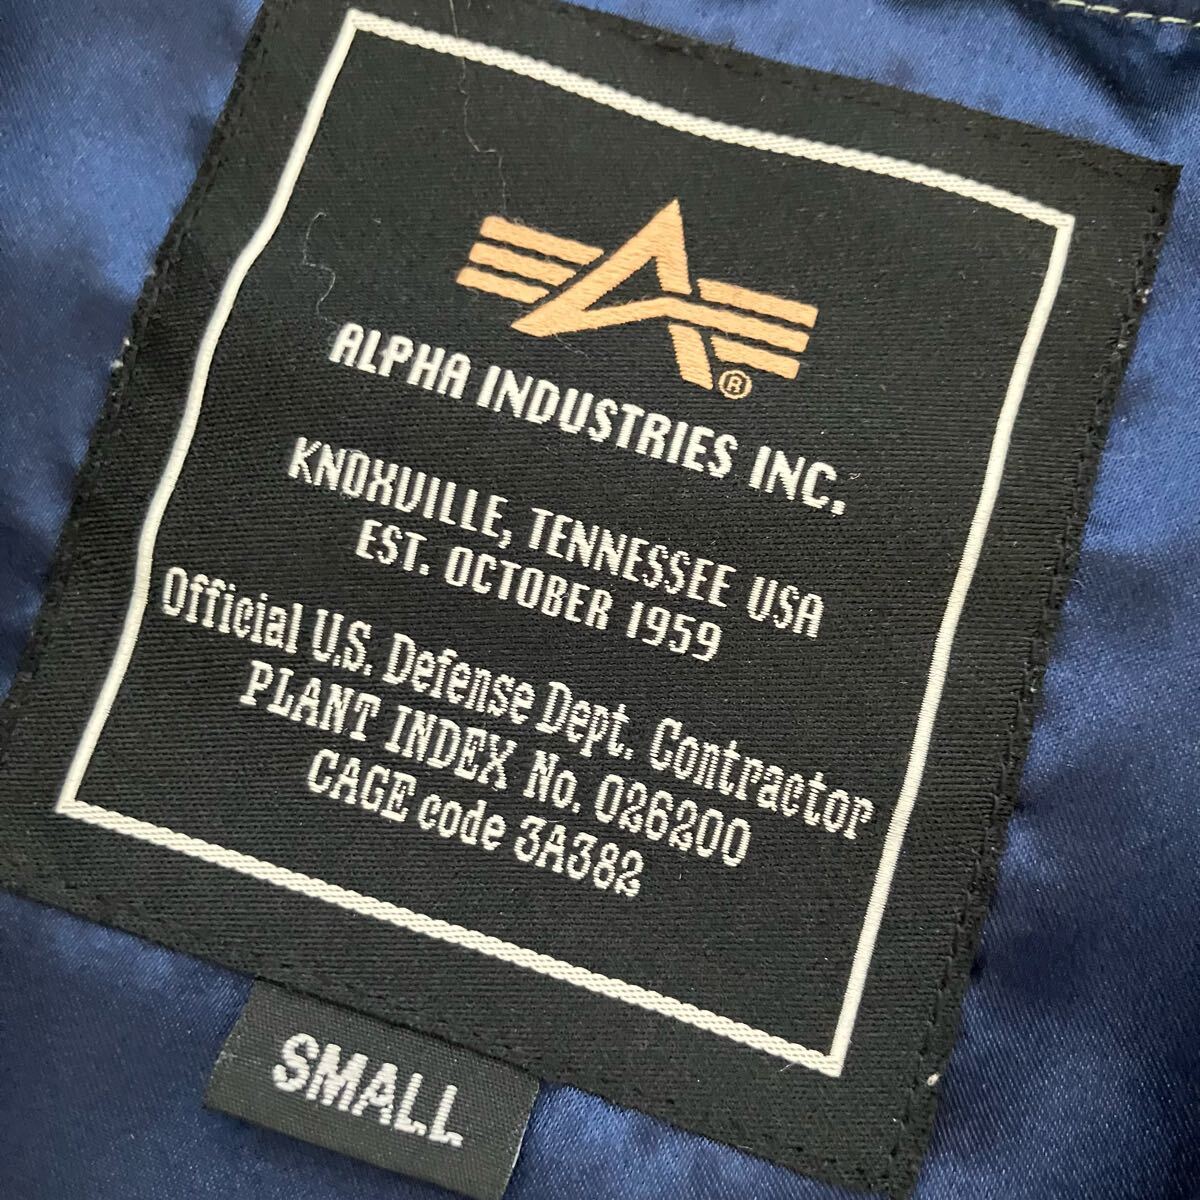 ®
ALPHA INDUSTRIES INC.
KNOXVILLE, TENNESSEE USA
EST. OCTOBER 1959
Official U.S. Defense Dept. Contractor
PLANT INDEX No. 026200
CAGE code 3A382
SMALL